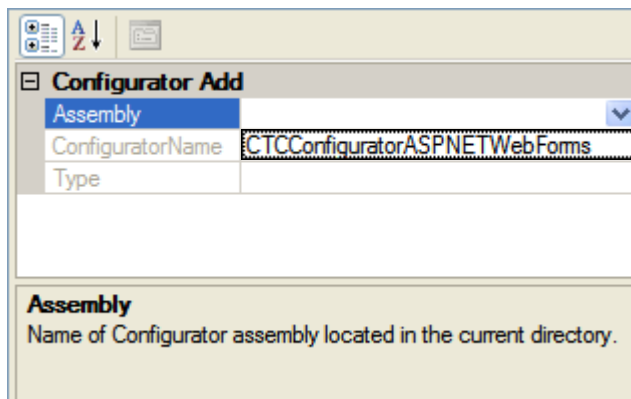 A
Z
Configurator Add
Assembly
ConfiguratorName CTCConfiguratorASPNETWebForms
Type
Assembly
Name of Configurator assembly located in the current directory.